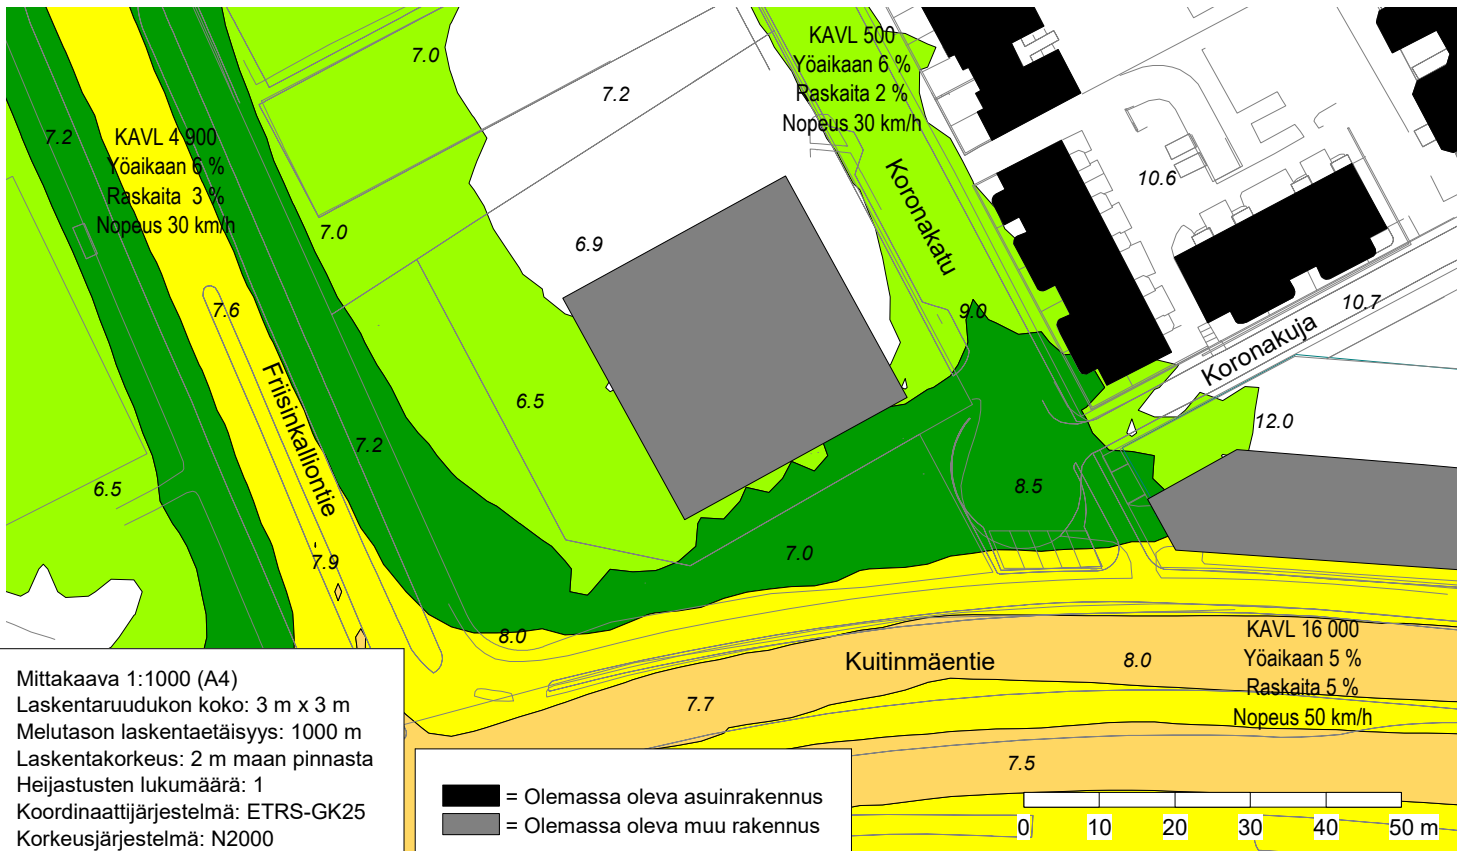 KAVL 500
Yöaikaan 6 %
Raskaita 2 %
Nopeus 30 km/h
7.0
7.2
7.2
KAVL 4 900
Yöaikaan 6 %
Raskaita 3 %
Nopeus 30 km/h
7.0
6.9
Koronakatu
10.6
7.6
9.0
10.7
Koronakuja
Friisinkalliontie
6.5
7.2
12.0
6.5
8.5
7.9
7.0
8.0
KAVL 16 000
Yöaikaan 5 %
Raskaita 5 %
Nopeus 50 km/h
Kuitinmäentie
8.0
7.7
7.5
Mittakaava 1:1000 (A4)
Laskentaruudukon koko: 3 m x 3 m
Melutason laskentaetäisyys: 1000 m
Laskentakorkeus: 2 m maan pinnasta
Heijastusten lukumäärä: 1
Koordinaattijärjestelmä: ETRS-GK25
Korkeusjärjestelmä: N2000
= Olemassa oleva asuinrakennus
= Olemassa oleva muu rakennus
0 10 20 30 40 50 m